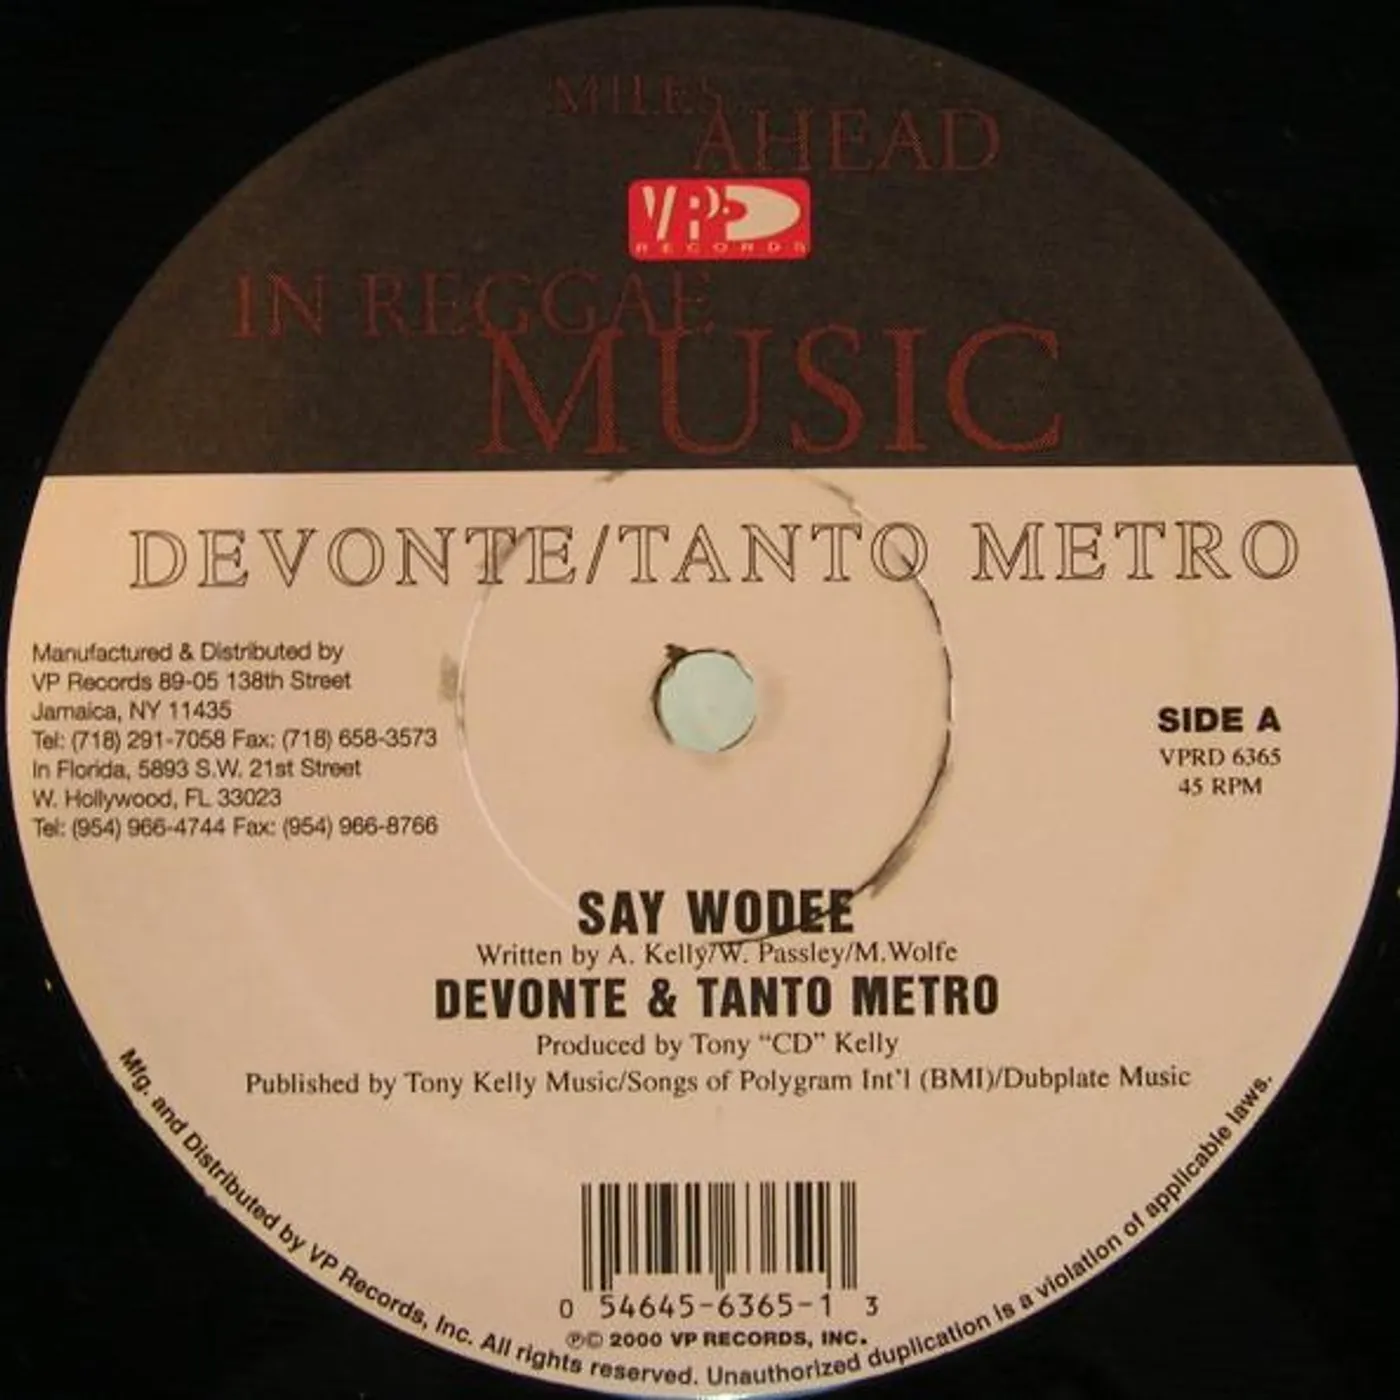 MILES
AHEAD
VP
RECORDS
IN REGGAE
MUSIC
DEVONTE/TANTO METRO
Manufactured & Distributed by
VP Records 89-05 138th Street
Jamaica, NY 11435
Tel: (718) 291-7058 Fax: (718) 658-3573
In Florida, 5893 S.W. 21st Street
W. Hollywood, FL 33023
Tel: (954) 966-4744 Fax: (954) 966-8766
SIDE A
VPRD 6365
45 RPM
SAY WODEE
Written by A. Kelly/W. Passley/M.Wolfe
DEVONTE & TANTO METRO
Produced by Tony “CD” Kelly
Published by Tony Kelly Music/Songs of Polygram Int'l (BMI)/Dubplate Music
0 54645-6365-1 3
℗© 2000 VP RECORDS, INC.
Mfg. and Distributed by VP Records, Inc. All rights reserved. Unauthorized duplication is a violation of applicable laws.